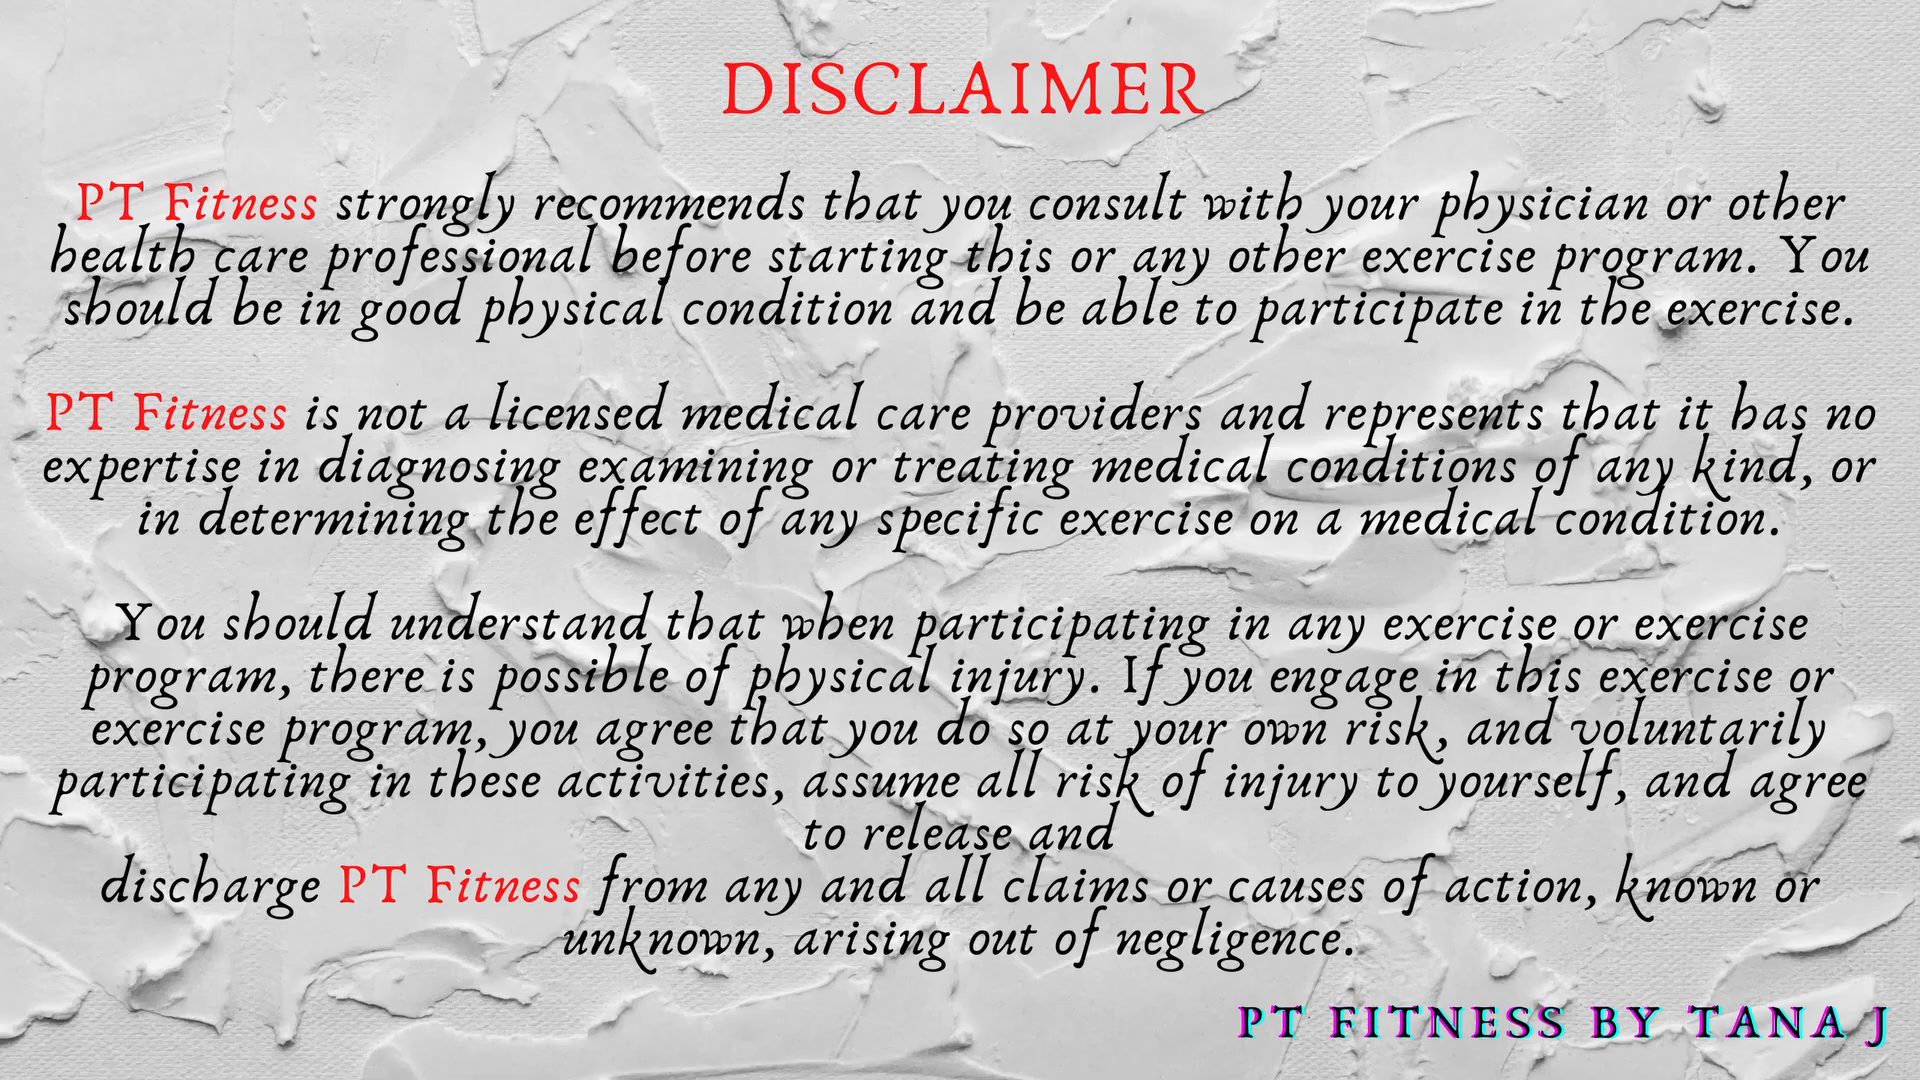 DISCLAIMER
PT Fitness strongly recommends that you consult with your physician or other
health care professional before starting this or any other exercise program. You
should be in good physical condition and be able to participate in the exercise.
PT Fitness is not a licensed medical care providers and represents that it has no
expertise in diagnosing examining or treating medical conditions of any kind, or
in determining the effect of any specific exercise on a medical condition.
You should understand that when participating in any exercise or exercise
program, there is possible of physical injury. If you engage in this exercise or
exercise program, you agree that you do so at your own risk, and voluntarily
participating in these activities, assume all risk of injury to yourself, and agree
to release and
discharge PT Fitness from any and all claims or causes of action, known or
unknown, arising out of negligence.
PT FITNESS BY TANA J